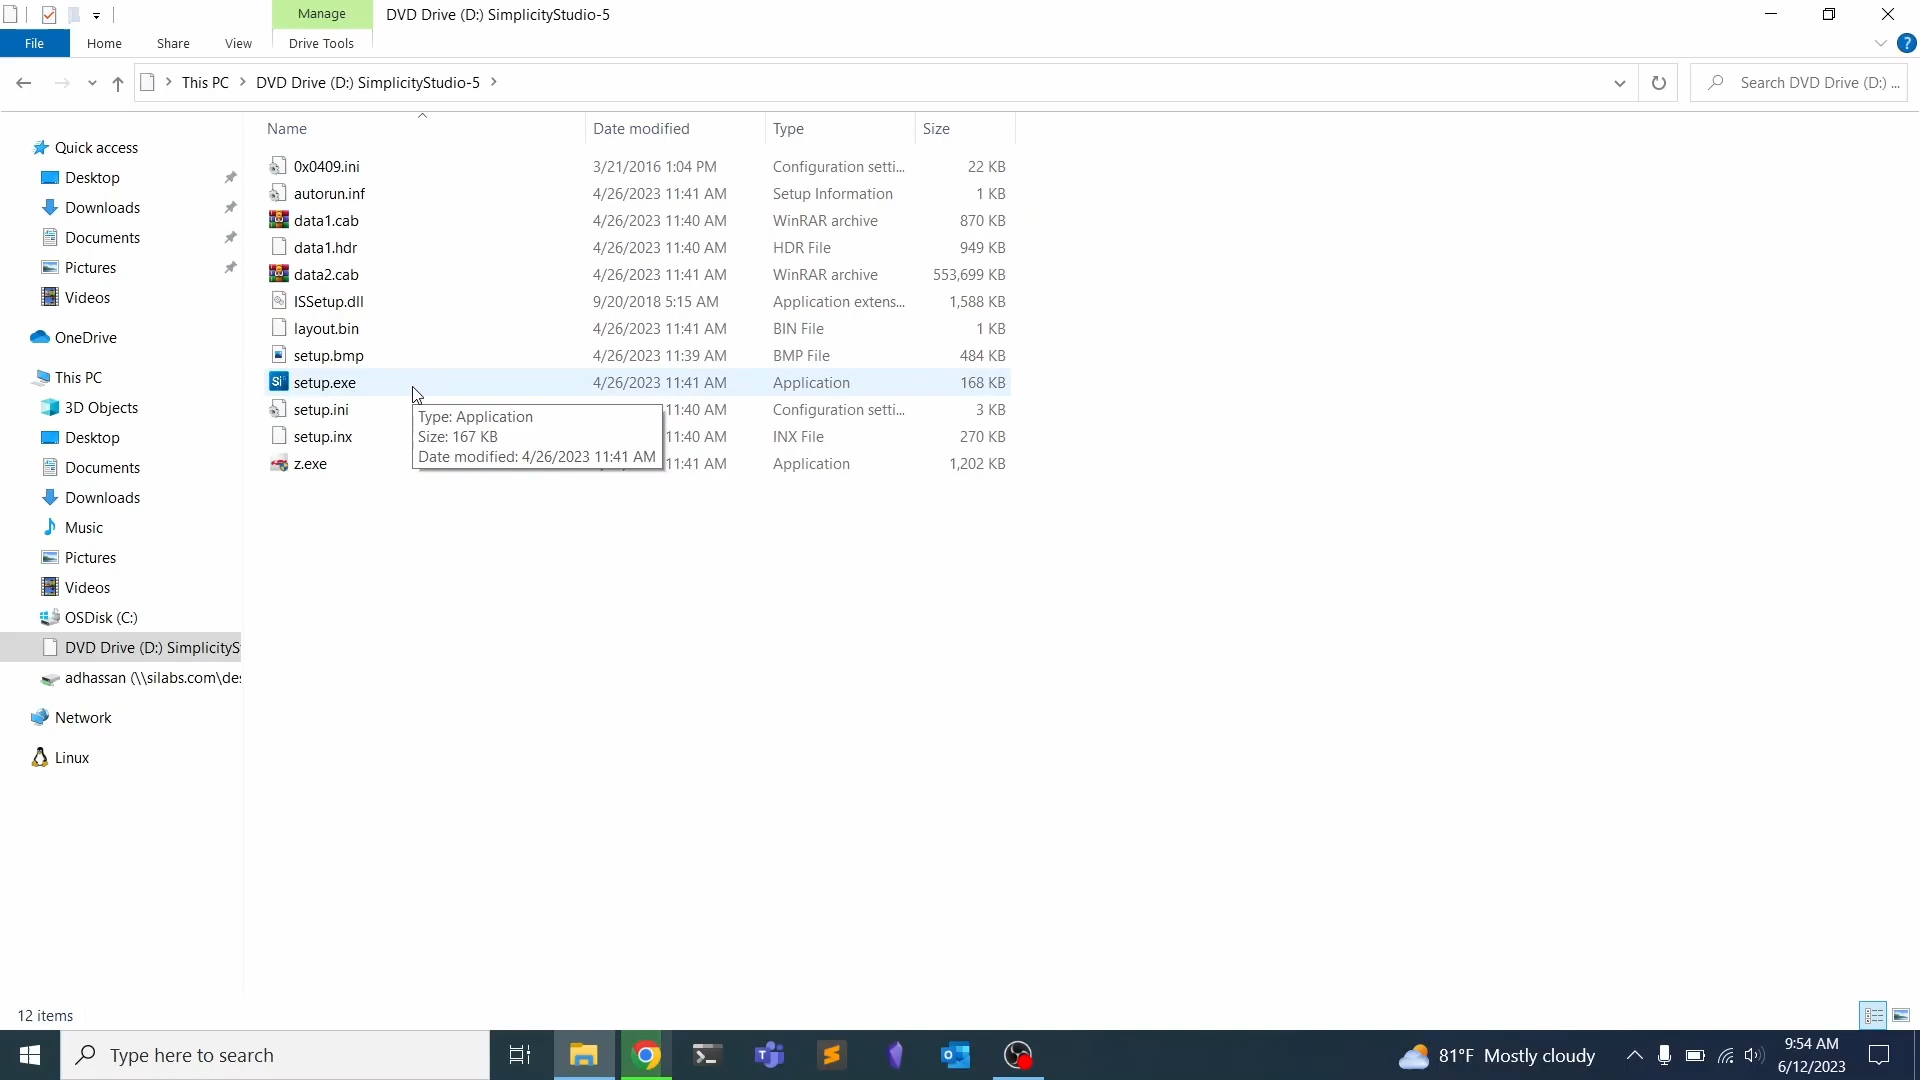 Manage
DVD Drive (D:) SimplicityStudio-5
File
Home
Share
View
Drive Tools
This PC
DVD Drive (D:) SimplicityStudio-5
Search DVD Drive (D:) ...
Name
Date modified
Type
Size
Quick access
Desktop
Downloads
Documents
Pictures
Videos
OneDrive
This PC
3D Objects
Desktop
Documents
Downloads
Music
Pictures
Videos
OSDisk (C:)
DVD Drive (D:) SimplicityS
adhassan (\\silabs.com\de
Network
Linux
0x0409.ini 3/21/2016 1:04 PM Configuration setti... 22 KB
autorun.inf 4/26/2023 11:41 AM Setup Information 1 KB
data1.cab 4/26/2023 11:40 AM WinRAR archive 870 KB
data1.hdr 4/26/2023 11:40 AM HDR File 949 KB
data2.cab 4/26/2023 11:41 AM WinRAR archive 553,699 KB
ISSetup.dll 9/20/2018 5:15 AM Application extens... 1,588 KB
layout.bin 4/26/2023 11:41 AM BIN File 1 KB
setup.bmp 4/26/2023 11:39 AM BMP File 484 KB
setup.exe 4/26/2023 11:41 AM Application 168 KB
setup.ini 11:40 AM Configuration setti... 3 KB
setup.inx 11:40 AM INX File 270 KB
z.exe 11:41 AM Application 1,202 KB
Type: Application
Size: 167 KB
Date modified: 4/26/2023 11:41 AM
12 items
Type here to search
81°F Mostly cloudy
9:54 AM
6/12/2023